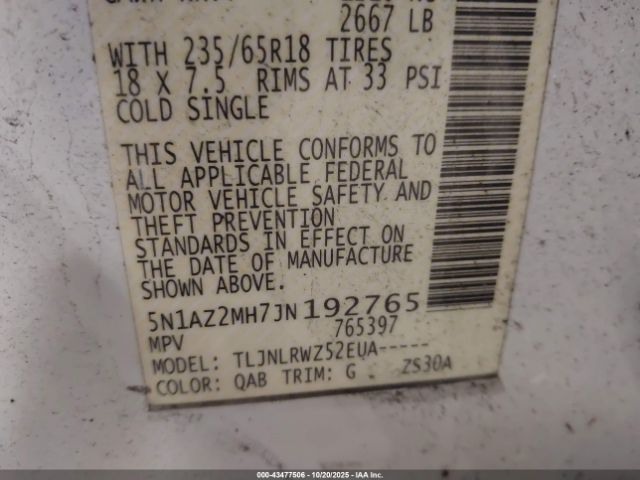 2667 LB
WITH 235/65R18 TIRES
18 X 7.5 RIMS AT 33 PSI
COLD SINGLE
THIS VEHICLE CONFORMS TO
ALL APPLICABLE FEDERAL
MOTOR VEHICLE SAFETY AND
THEFT PREVENTION
STANDARDS IN EFFECT ON
THE DATE OF MANUFACTURE
SHOWN ABOVE.
5N1AZ2MH7JN192765
765397
MPV
MODEL: TLJNLRWZ52EUA-----
COLOR: QAB TRIM: G . ZS30A
000-43477506 | 10/20/2025 | IAA Inc.